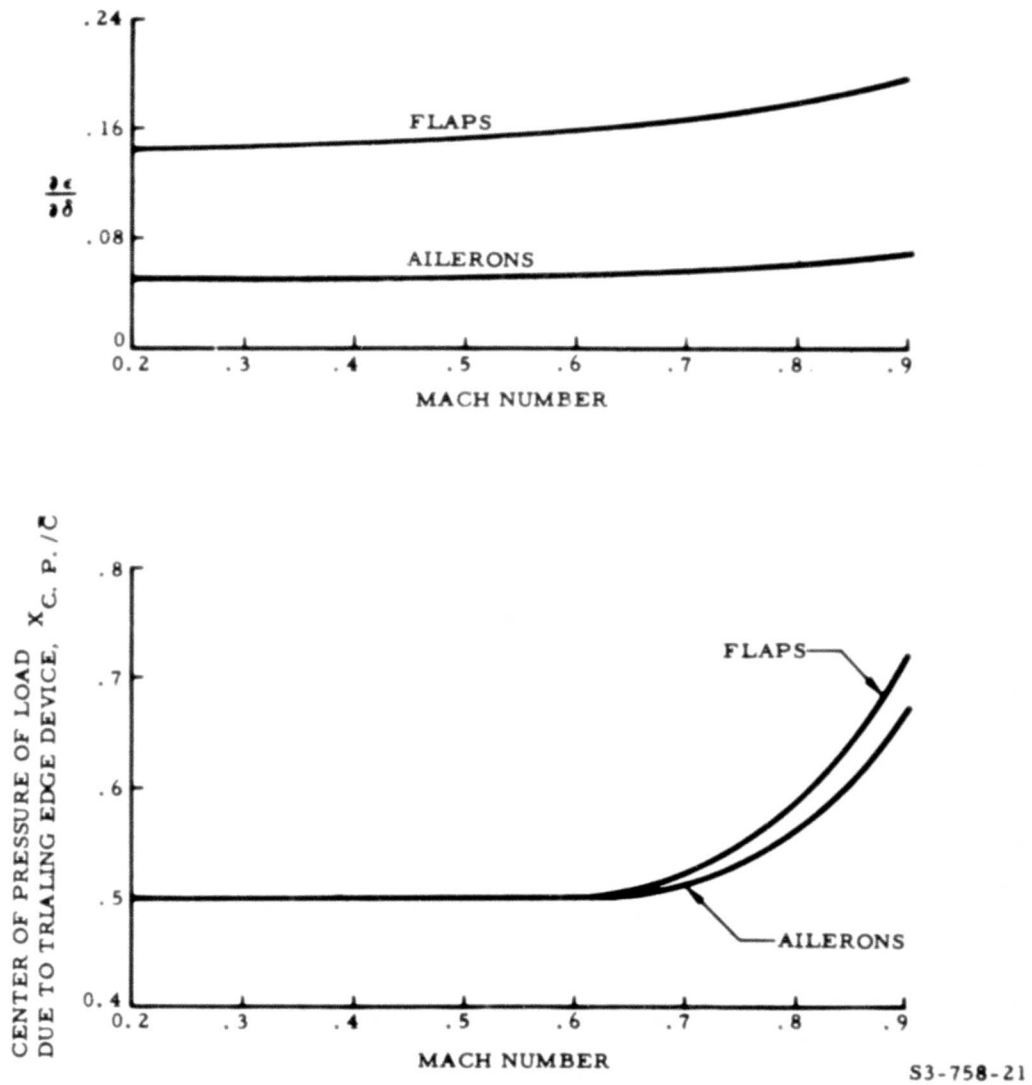 .24
.16
.08
0
∂ε
∂δ
FLAPS
AILERONS
0.2 .3 .4 .5 .6 .7 .8 .9
MACH NUMBER
CENTER OF PRESSURE OF LOAD
DUE TO TRIALING EDGE DEVICE, X C. P. /C̄
.8
.7
.6
.5
0.4
FLAPS
AILERONS
0.2 .3 .4 .5 .6 .7 .8 .9
MACH NUMBER
S3-758-21